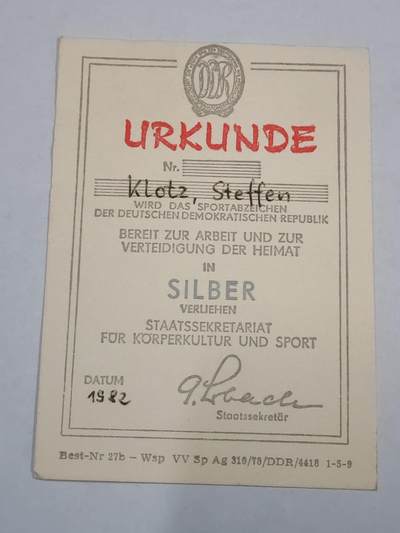 DDR
URKUNDE
Nr.
Klotz, Steffen
WIRD DAS SPORTABZEICHEN
DER DEUTSCHEN DEMOKRATISCHEN REPUBLIK
BEREIT ZUR ARBEIT UND ZUR
VERTEIDIGUNG DER HEIMAT
IN
SILBER
VERLIEHEN
STAATSSEKRETARIAT
FÜR KÖRPERKULTUR UND SPORT
DATUM
1982
Staatssekretär
Best-Nr 27b – Wsp VV Sp Ag 310/78/DDR/4418 1-5-9